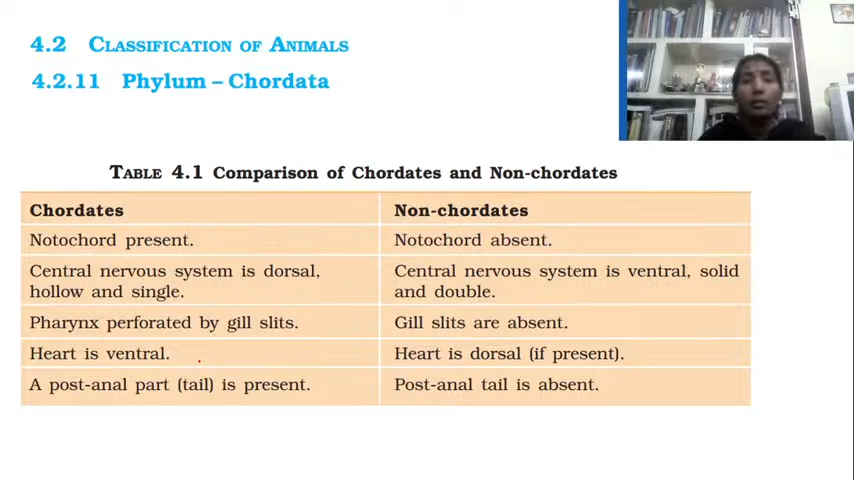 4.2 CLASSIFICATION OF ANIMALS
4.2.11 Phylum – Chordata
TABLE 4.1 Comparison of Chordates and Non-chordates
Chordates Non-chordates
Notochord present. Notochord absent.
Central nervous system is dorsal, Central nervous system is ventral, solid
hollow and single. and double.
Pharynx perforated by gill slits. Gill slits are absent.
Heart is ventral. Heart is dorsal (if present).
A post-anal part (tail) is present. Post-anal tail is absent.